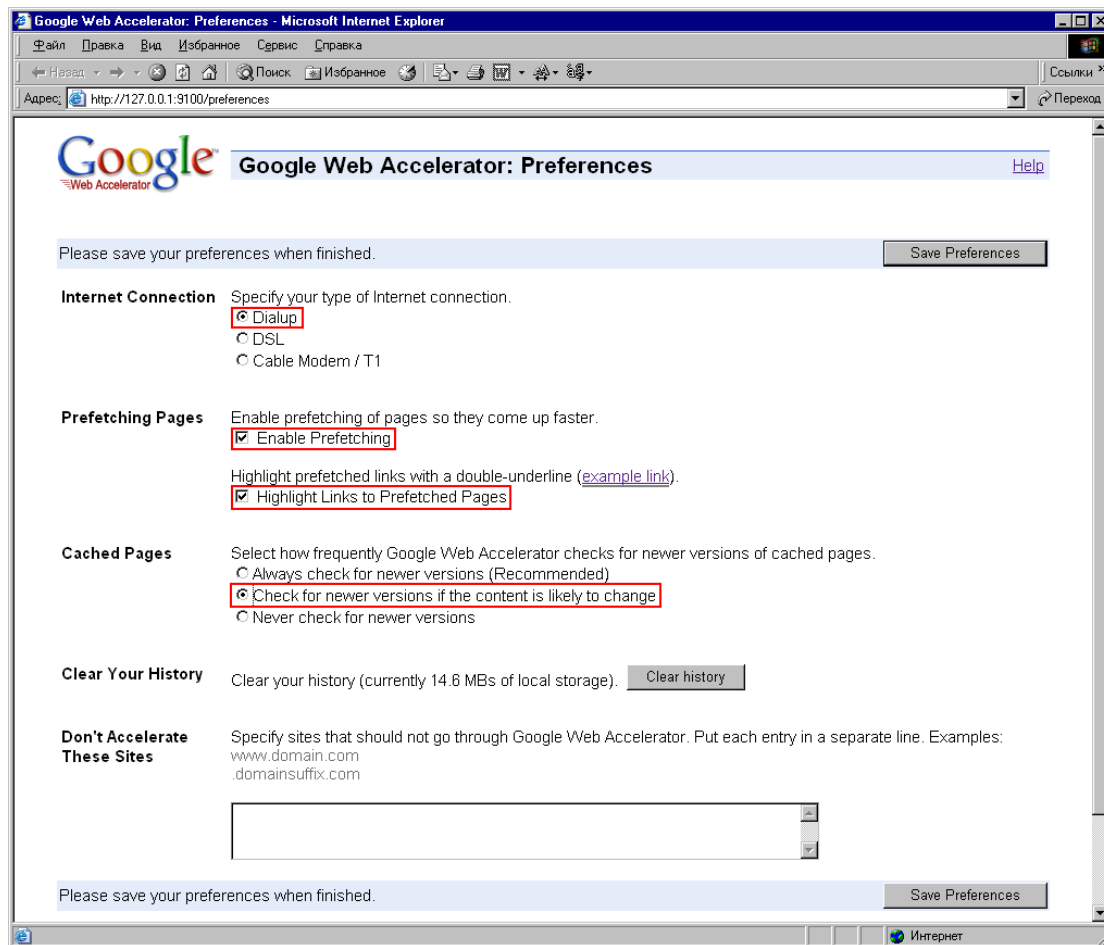 Google Web Accelerator: Preferences - Microsoft Internet Explorer
Файл Правка Вид Избранное Сервис Справка
Назад Поиск Избранное Ссылки »
Адрес: http://127.0.0.1:9100/preferences Переход
Google™
Web Accelerator
Google Web Accelerator: Preferences Help
Please save your preferences when finished. Save Preferences
Internet Connection Specify your type of Internet connection.
Dialup
DSL
Cable Modem / T1
Prefetching Pages Enable prefetching of pages so they come up faster.
Enable Prefetching
Highlight prefetched links with a double-underline (example link).
Highlight Links to Prefetched Pages
Cached Pages Select how frequently Google Web Accelerator checks for newer versions of cached pages.
Always check for newer versions (Recommended)
Check for newer versions if the content is likely to change
Never check for newer versions
Clear Your History Clear your history (currently 14.6 MBs of local storage). Clear history
Don't Accelerate These Sites Specify sites that should not go through Google Web Accelerator. Put each entry in a separate line. Examples:
www.domain.com
.domainsuffix.com
Please save your preferences when finished. Save Preferences
Интернет